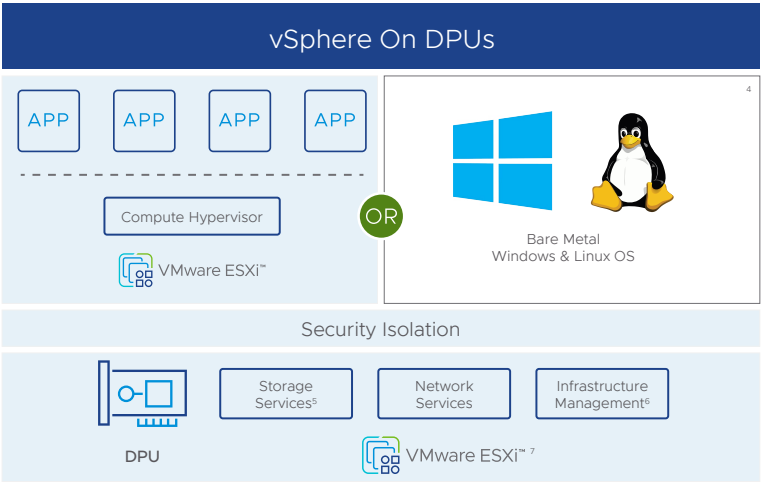 vSphere On DPUs
APP APP APP APP
Compute Hypervisor
VMware ESXi™
OR
4
Bare Metal
Windows & Linux OS
Security Isolation
DPU
Storage
Services⁵
Network
Services
Infrastructure
Management⁶
VMware ESXi™ ⁷